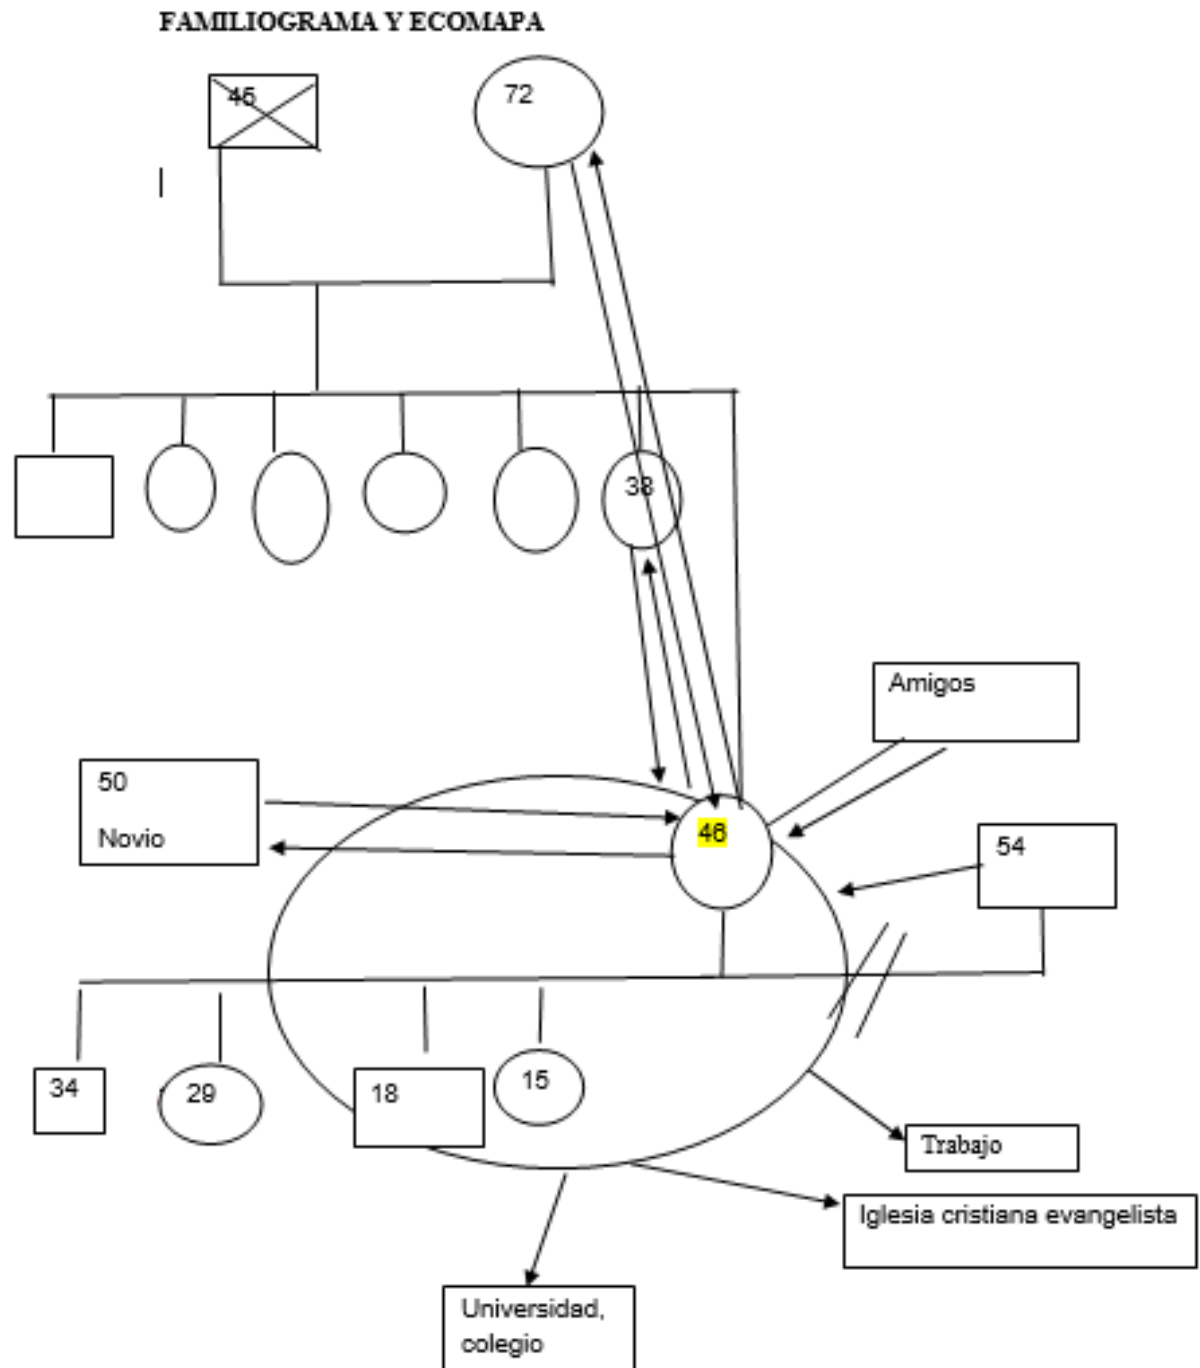 FAMILIOGRAMA Y ECOMAPA
45
72
38
Amigos
50
Novio
46
54
34
29
18
15
Trabajo
Iglesia cristiana evangelista
Universidad,
colegio